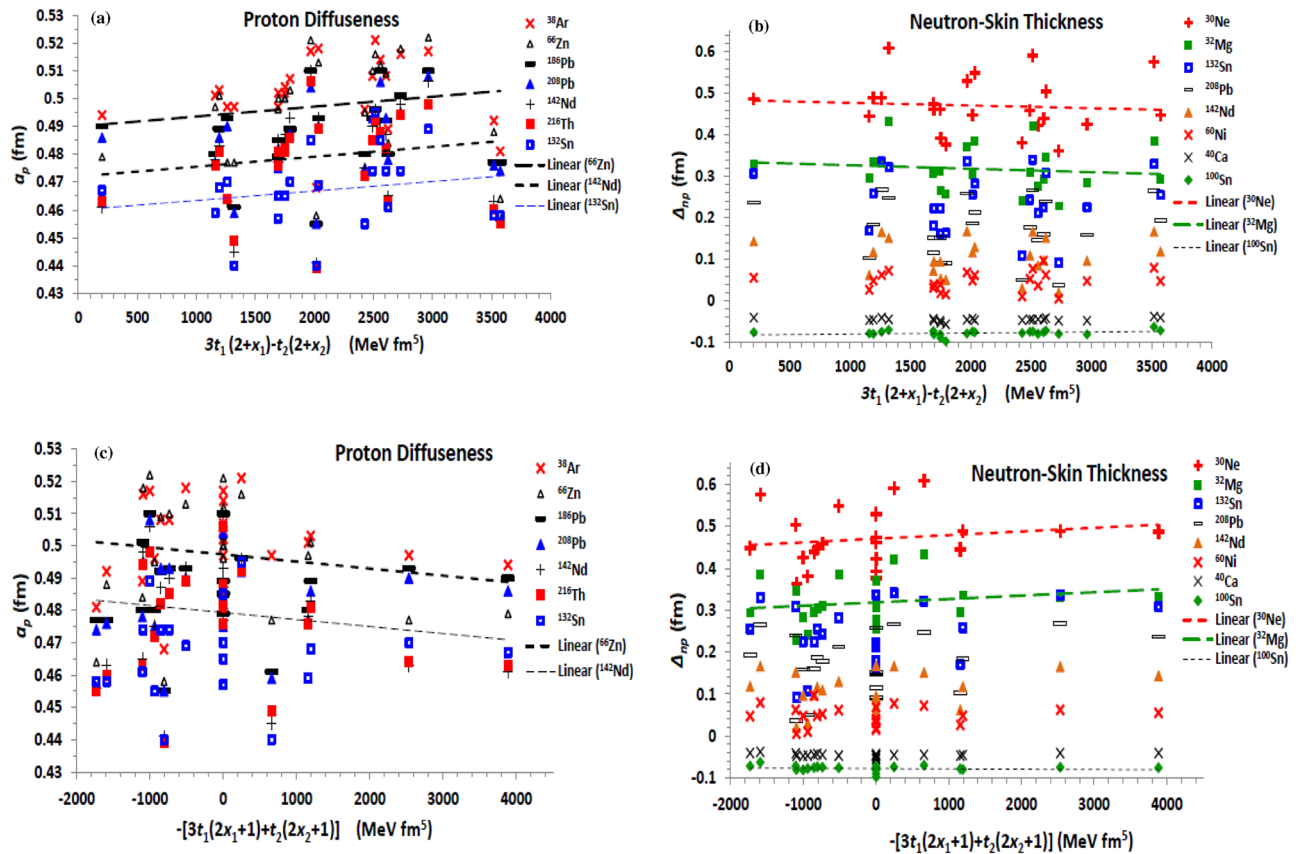 (a)
Proton Diffuseness
0.53
0.52
0.51
0.5
0.49
0.48
0.47
0.46
0.45
0.44
0.43
αp (fm)
0 500 1000 1500 2000 2500 3000 3500 4000
3t1(2+x1)-t2(2+x2) (MeV fm⁵)
³⁸Ar
⁶⁶Zn
¹⁸⁶Pb
²⁰⁸Pb
¹⁴²Nd
²¹⁶Th
¹³²Sn
Linear (⁶⁶Zn)
Linear (¹⁴²Nd)
Linear (¹³²Sn)
(b)
Neutron-Skin Thickness
0.6
0.5
0.4
0.3
0.2
0.1
0
-0.1
Δnp (fm)
0 500 1000 1500 2000 2500 3000 3500 4000
3t1(2+x1)-t2(2+x2) (MeV fm⁵)
³⁰Ne
³²Mg
¹³²Sn
²⁰⁸Pb
¹⁴²Nd
⁶⁰Ni
⁴⁰Ca
¹⁰⁰Sn
Linear (³⁰Ne)
Linear (³²Mg)
Linear (¹⁰⁰Sn)
(c)
Proton Diffuseness
0.53
0.52
0.51
0.5
0.49
0.48
0.47
0.46
0.45
0.44
0.43
αp (fm)
-2000 -1000 0 1000 2000 3000 4000
-[3t1(2x1+1)+t2(2x2+1)] (MeV fm⁵)
³⁸Ar
⁶⁶Zn
¹⁸⁶Pb
²⁰⁸Pb
¹⁴²Nd
²¹⁶Th
¹³²Sn
Linear (⁶⁶Zn)
Linear (¹⁴²Nd)
(d)
Neutron-Skin Thickness
0.6
0.5
0.4
0.3
0.2
0.1
0
-0.1
Δnp (fm)
-2000 -1000 0 1000 2000 3000 4000
-[3t1(2x1+1)+t2(2x2+1)] (MeV fm⁵)
³⁰Ne
³²Mg
¹³²Sn
²⁰⁸Pb
¹⁴²Nd
⁶⁰Ni
⁴⁰Ca
¹⁰⁰Sn
Linear (³⁰Ne)
Linear (³²Mg)
Linear (¹⁰⁰Sn)